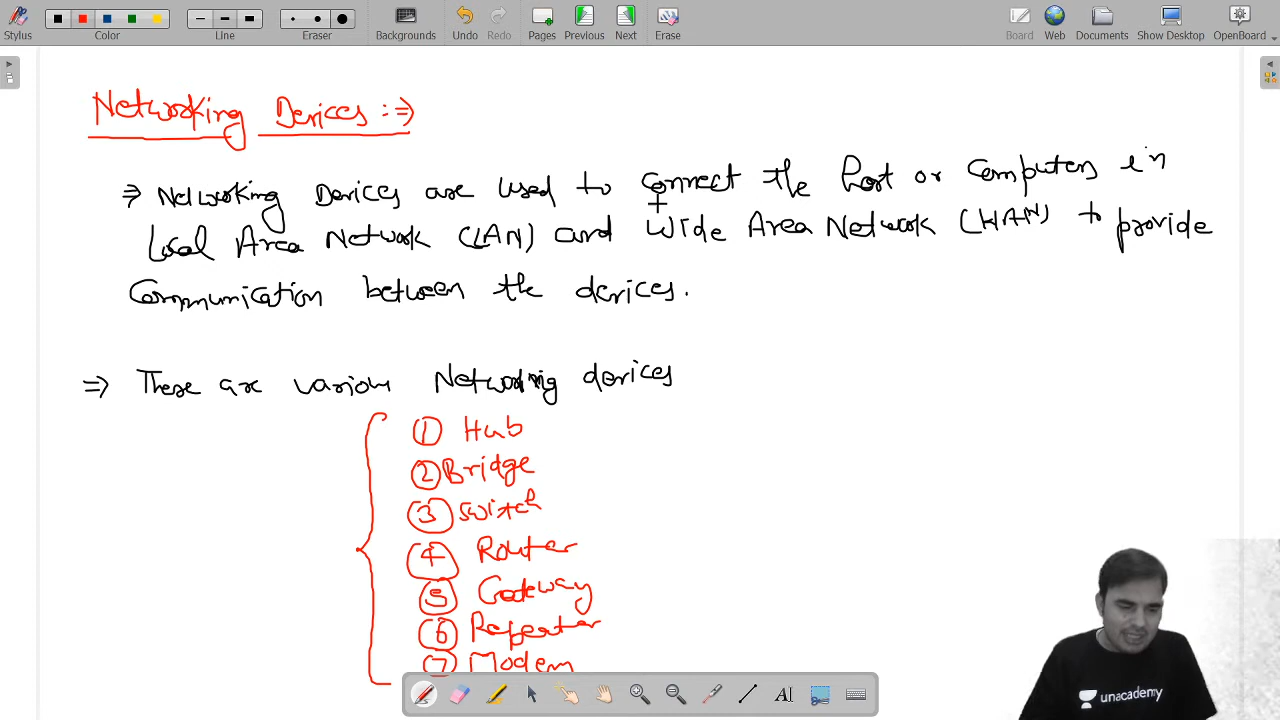 Stylus
Color
Line
Eraser
Backgrounds
Undo
Redo
Pages
Previous
Next
Erase
Board
Web
Documents
Show Desktop
OpenBoard
Networking Devices :⇒
⇒ Networking Devices are used to connect the Host or Computers in
Local Area Network (LAN) and Wide Area Network (WAN) to provide
Communication between the devices.
⇒ These are various Networking devices
① Hub
② Bridge
③ Switch
④ Router
⑤ Gateway
⑥ Repeater
⑦ Modem
unacademy